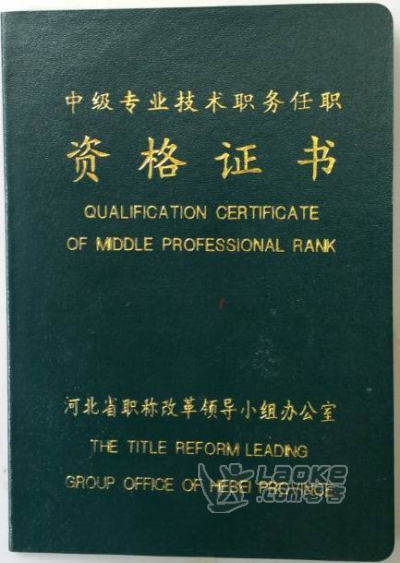 中级专业技术职务任职
资格证书
QUALIFICATION CERTIFICATE
OF MIDDLE PROFESSIONAL RANK
河北省职称改革领导小组办公室
THE TITLE REFORM LEADING
GROUP OFFICE OF HEBEI PROVINCE
Laoke.com